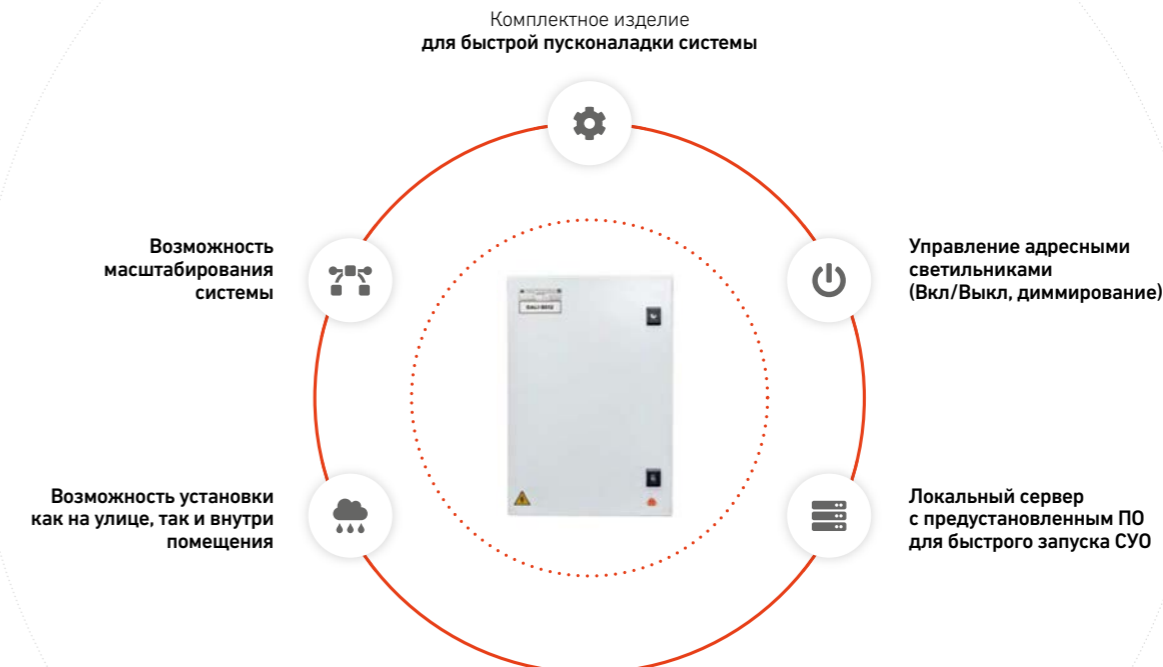 Комплектное изделие
для быстрой пусконаладки системы
Возможность
масштабирования
системы
Управление адресными
светильниками
(Вкл/Выкл, диммирование)
Возможность установки
как на улице, так и внутри
помещения
Локальный сервер
с предустановленным ПО
для быстрого запуска СУО